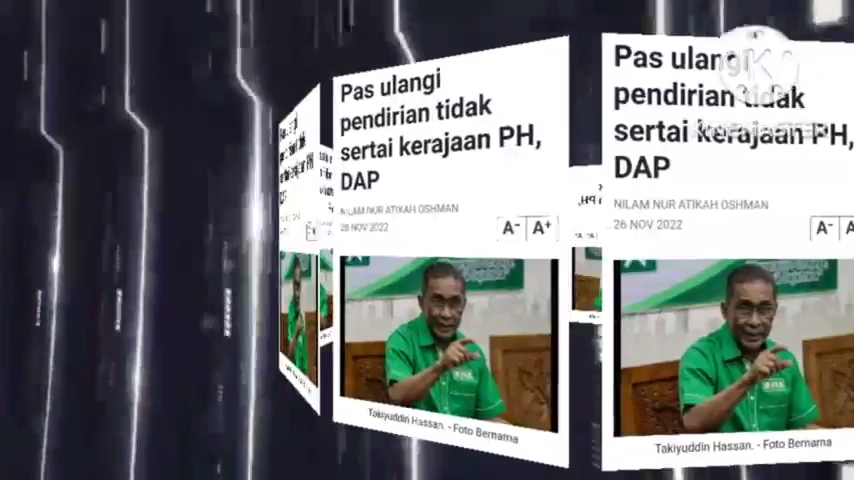 Pas ulangi
pendirian tidak
sertai kerajaan PH,
DAP
NILAM NUR ATIKAH OSHMAN
26 NOV 2022
A- A+
Takiyuddin Hassan. - Foto Bernama
Pas ulangi
pendirian tidak
sertai kerajaan PH,
DAP
NILAM NUR ATIKAH OSHMAN
26 NOV 2022
A-
Takiyuddin Hassan. - Foto Bernama